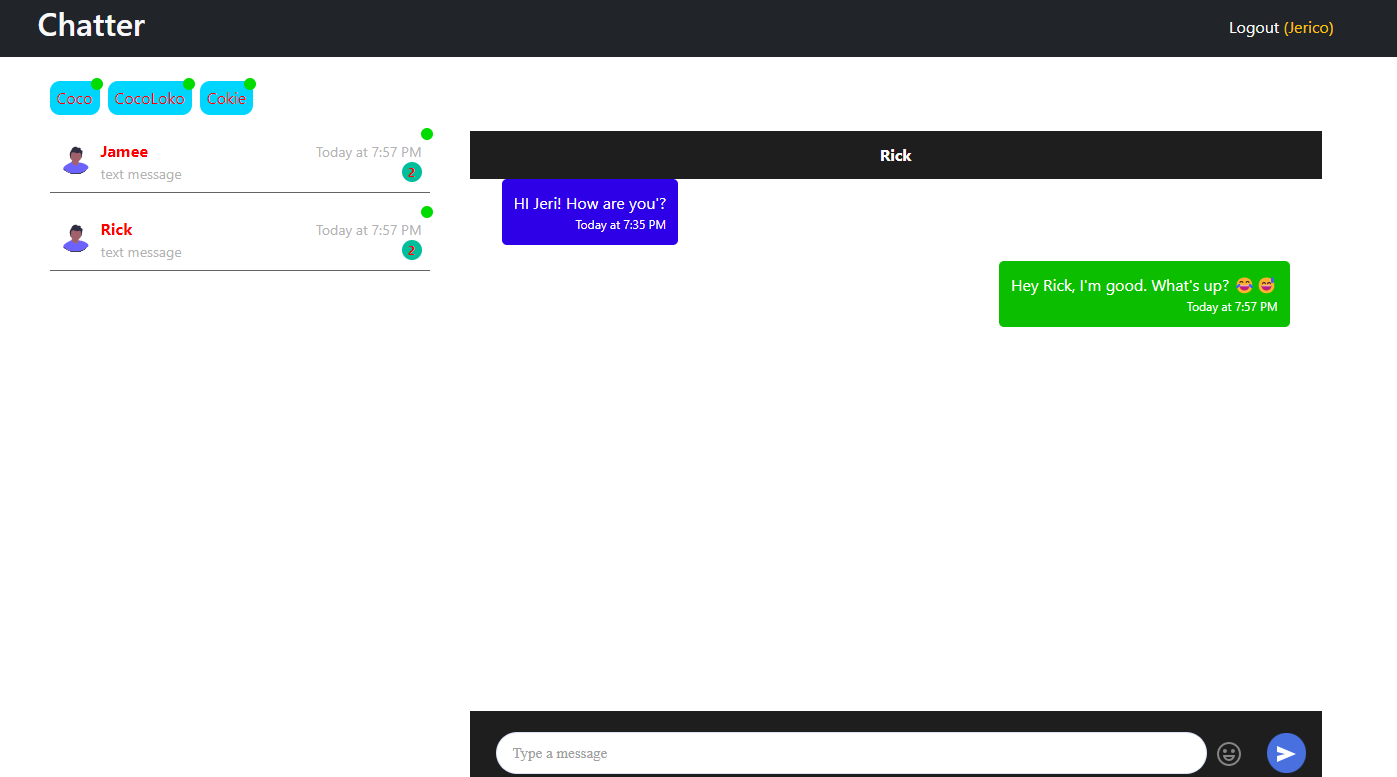 Chatter
Logout (Jerico)
Coco CocoLoko Cokie
Jamee Today at 7:57 PM
text message 2
Rick Today at 7:57 PM
text message 2
Rick
HI Jeri! How are you'?
Today at 7:35 PM
Hey Rick, I'm good. What's up? 😂 😅
Today at 7:57 PM
Type a message